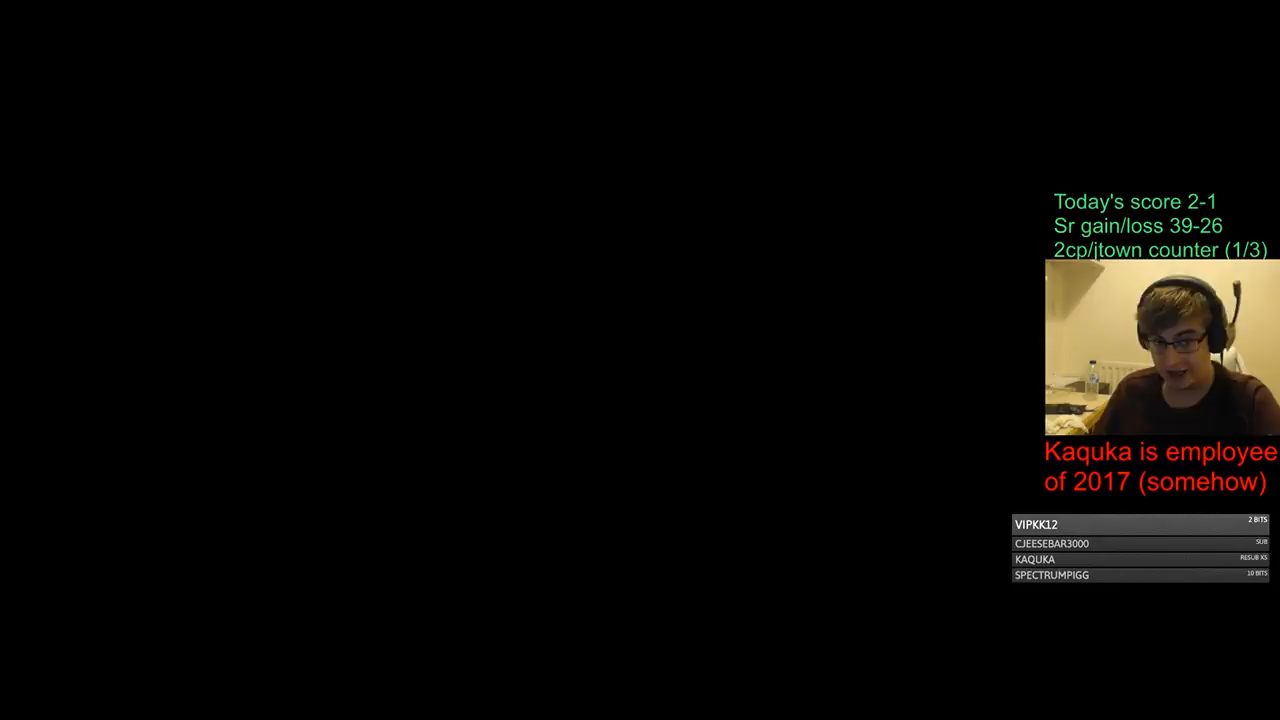 Today's score 2-1
Sr gain/loss 39-26
2cp/jtown counter (1/3)
Kaquka is employee
of 2017 (somehow)
VIPKK12 2 BITS
CJEESEBAR3000 SUB
KAQUKA RESUB X5
SPECTRUMPIGG 10 BITS